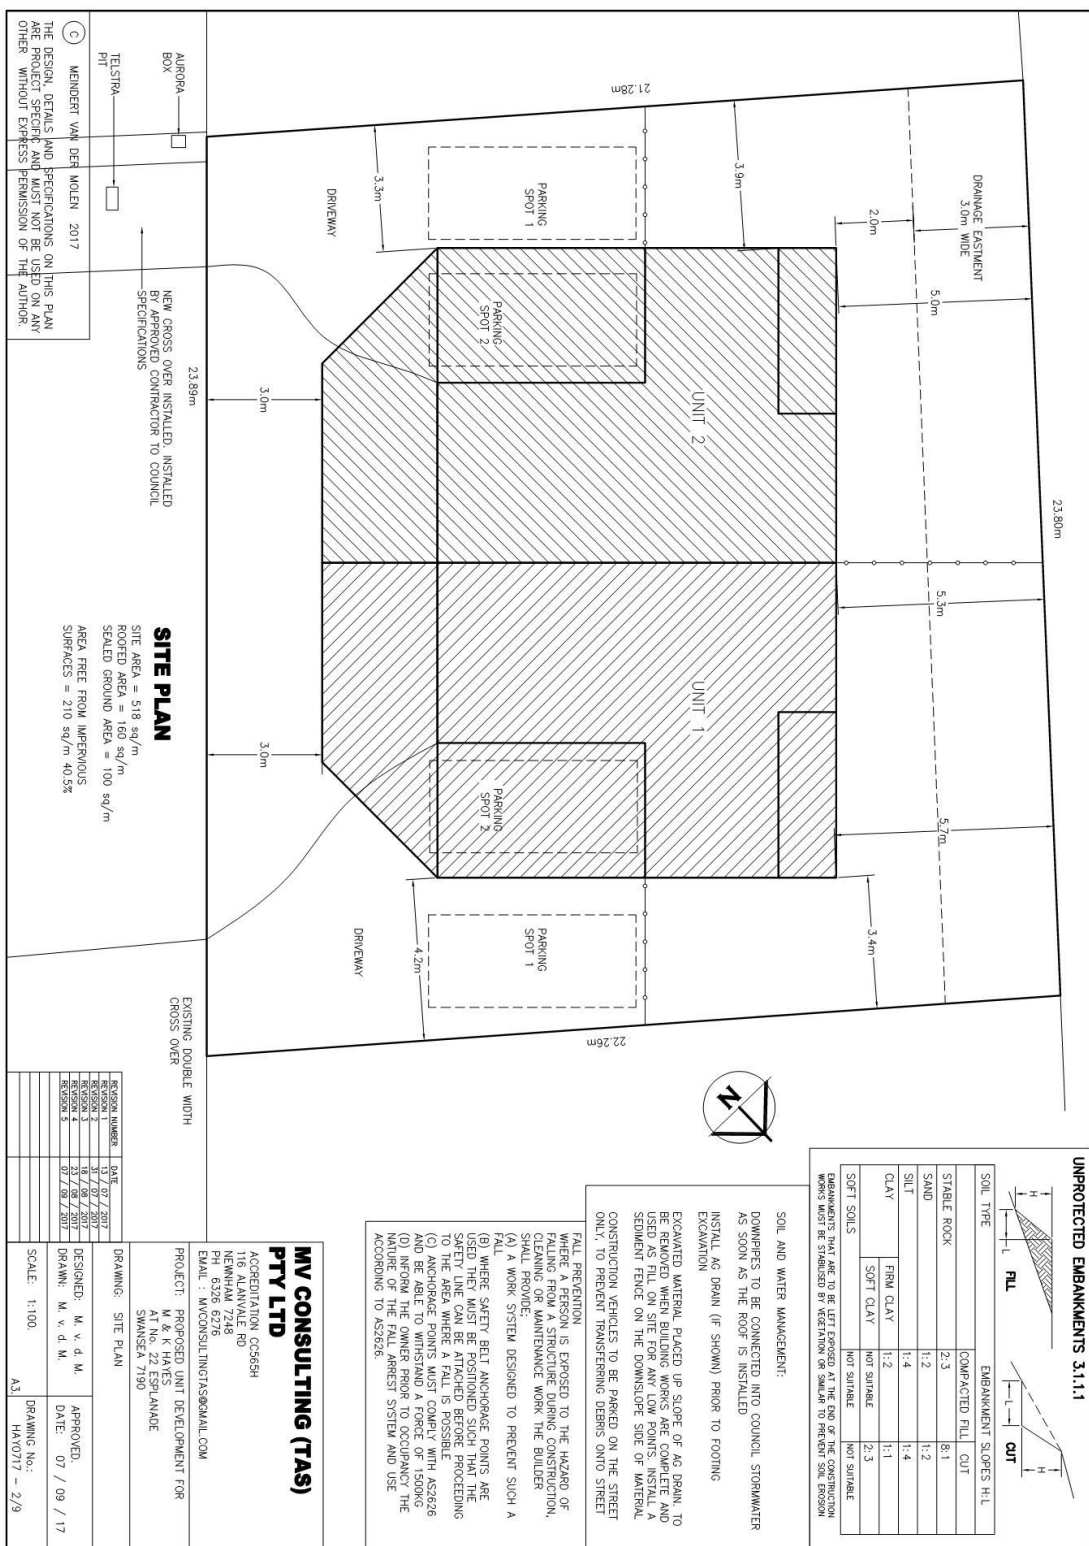 UNPROTECTED EMBANKMENTS 3.1.1.1
H
L
FILL
L
CUT
H
SOIL TYPE
EMBANKMENT SLOPES H:L
COMPACTED FILL CUT
STABLE ROCK 2:3 8:1
SAND 1:2 1:2
SILT 1:4 1:4
CLAY FIRM CLAY 1:2 1:1
SOFT CLAY NOT SUITABLE 2:3
SOFT SOILS NOT SUITABLE NOT SUITABLE
EMBANKMENTS THAT ARE TO BE LEFT EXPOSED AT THE END OF THE CONSTRUCTION
WORKS MUST BE STABILISED BY VEGETATION OR SIMILAR TO PREVENT SOIL EROSION
SOIL AND WATER MANAGEMENT:
DOWNPIPES TO BE CONNECTED INTO COUNCIL STORMWATER
AS SOON AS THE ROOF IS INSTALLED
INSTALL AG DRAIN (IF SHOWN) PRIOR TO FOOTING
EXCAVATION
EXCAVATED MATERIAL PLACED UP SLOPE OF AG DRAIN. TO
BE REMOVED WHEN BUILDING WORKS ARE COMPLETE AND
USED AS FILL ON SITE FOR ANY LOW POINTS. INSTALL A
SEDIMENT FENCE ON THE DOWNSLOPE SIDE OF MATERIAL
CONSTRUCTION VEHICLES TO BE PARKED ON THE STREET
ONLY, TO PREVENT TRANSFERRING DEBRIS ONTO STREET
FALL PREVENTION
WHERE A PERSON IS EXPOSED TO THE HAZARD OF
FALLING FROM A STRUCTURE DURING CONSTRUCTION,
CLEANING OR MAINTENANCE WORK THE BUILDER
SHALL PROVIDE;
(A) A WORK SYSTEM DESIGNED TO PREVENT SUCH A
FALL
(B) WHERE SAFETY BELT ANCHORAGE POINTS ARE
USED THEY MUST BE POSITIONED SUCH THAT THE
SAFETY LINE CAN BE ATTACHED BEFORE PROCEEDING
TO THE AREA WHERE A FALL IS POSSIBLE
(C) ANCHORAGE POINTS MUST COMPLY WITH AS2626
AND BE ABLE TO WITHSTAND A FORCE OF 1500KG
(D) INFORM THE OWNER PRIOR TO OCCUPANCY THE
NATURE OF THE FALL ARREST SYSTEM AND USE
ACCORDING TO AS2626.
MV CONSULTING (TAS)
PTY LTD
ACCREDITATION CC565H
116 ALANVALE RD
NEWNHAM 7248
PH 6326 6276
EMAIL : MVCONSULTINGTAS@GMAIL.COM
PROJECT: PROPOSED UNIT DEVELOPMENT FOR
M & K HAYES
AT No. 22 ESPLANADE
SWANSEA 7190
DRAWING: SITE PLAN
DESIGNED: M. v. d. M.
DRAWN: M. v. d. M.
APPROVED.
DATE: 07 / 09 / 17
SCALE: 1:100.
A3.
DRAWING No.:
HAY0717 - 2/9
REVISION NUMBER DATE
REVISION 1 13 / 07 / 2017
REVISION 2 31 / 07 / 2017
REVISION 3 18 / 08 / 2017
REVISION 4 23 / 08 / 2017
REVISION 5 07 / 09 / 2017
23.80m
DRAINAGE EASTMENT
3.0m WIDE
2.0m
5.0m
5.3m
5.7m
21.28m
3.9m
3.4m
22.26m
N
UNIT 2
UNIT 1
PARKING
SPOT 1
PARKING
SPOT 2
PARKING
SPOT 2
PARKING
SPOT 1
3.3m
4.2m
DRIVEWAY
DRIVEWAY
3.0m
3.0m
23.89m
AURORA
BOX
TELSTRA
PIT
NEW CROSS OVER INSTALLED. INSTALLED
BY APPROVED CONTRACTOR TO COUNCIL
SPECIFICATIONS
EXISTING DOUBLE WIDTH
CROSS OVER
SITE PLAN
SITE AREA = 518 sq/m
ROOFED AREA = 160 sq/m
SEALED GROUND AREA = 100 sq/m
AREA FREE FROM IMPERVIOUS
SURFACES = 210 sq/m 40.5%
C MEINDERT VAN DER MOLEN 2017
THE DESIGN, DETAILS AND SPECIFICATIONS ON THIS PLAN
ARE PROJECT SPECIFIC AND MUST NOT BE USED ON ANY
OTHER WITHOUT EXPRESS PERMISSION OF THE AUTHOR.